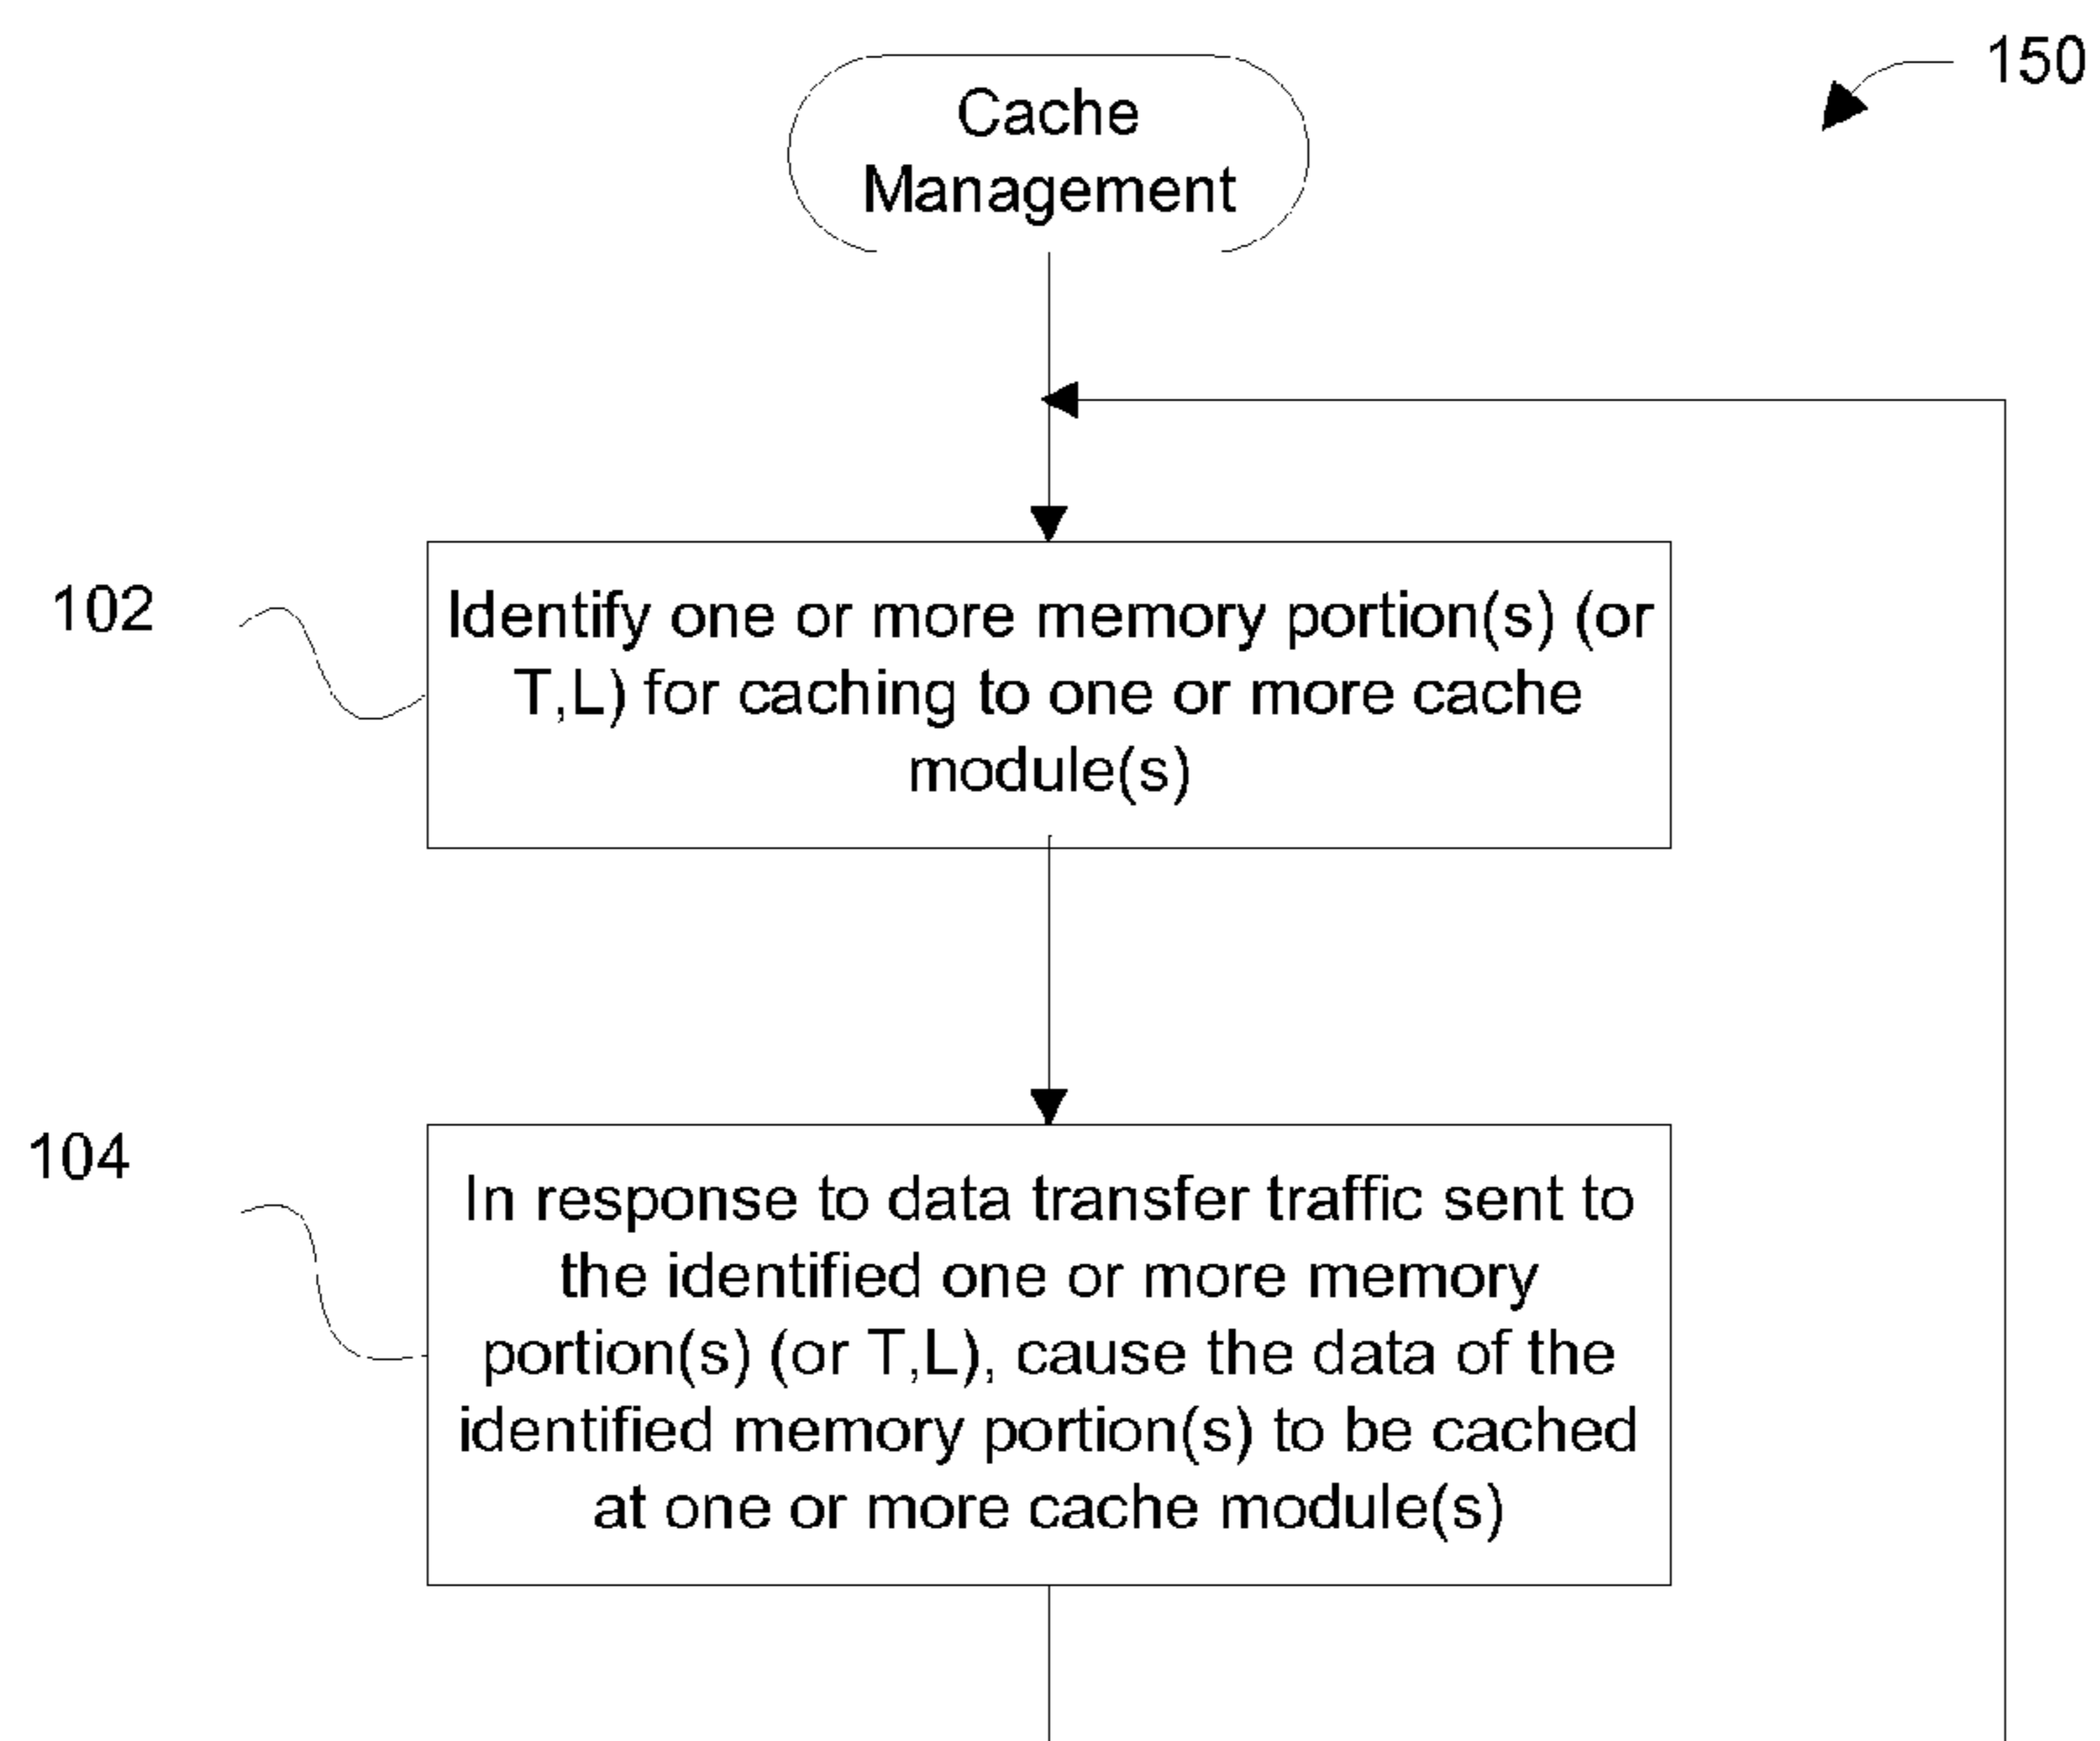 150
Cache
Management
102
Identify one or more memory portion(s) (or
T,L) for caching to one or more cache
module(s)
104
In response to data transfer traffic sent to
the identified one or more memory
portion(s) (or T,L), cause the data of the
identified memory portion(s) to be cached
at one or more cache module(s)